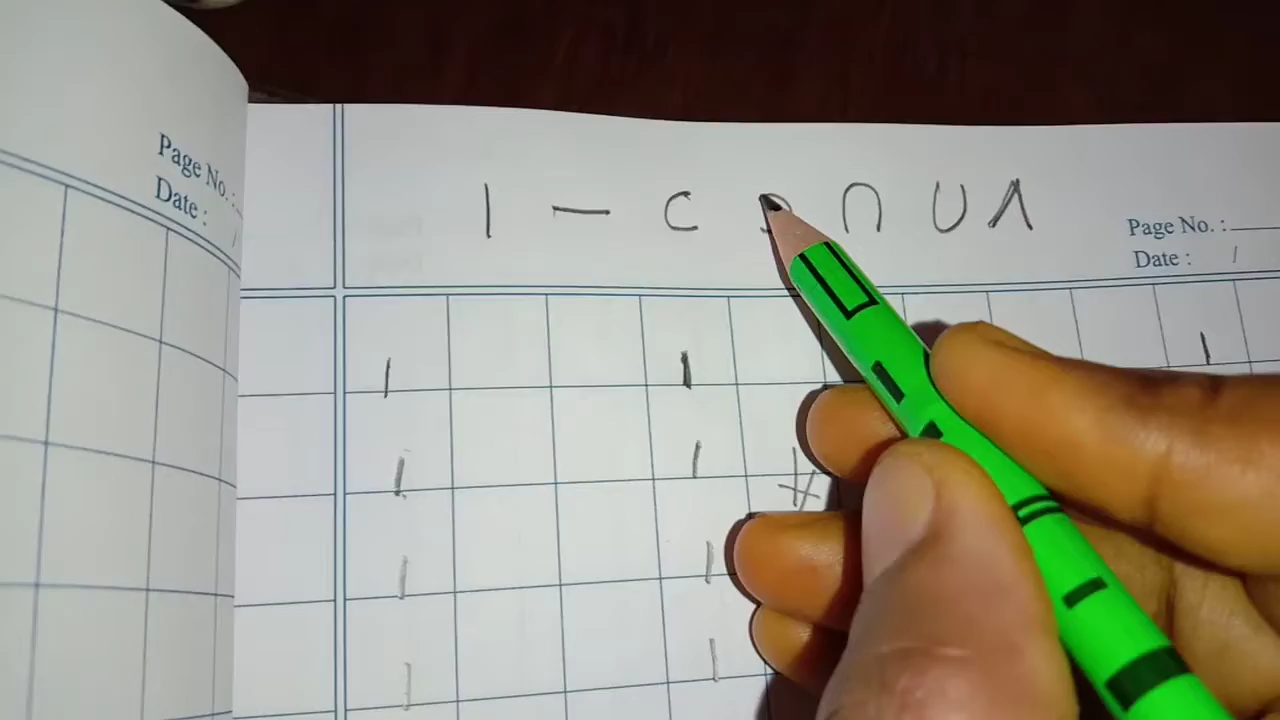 Page No. :
Date : /
| — ⊂ ⊃ ∩ ∪ ∧
Page No. :
Date : /
| | |
| |
| |
| |